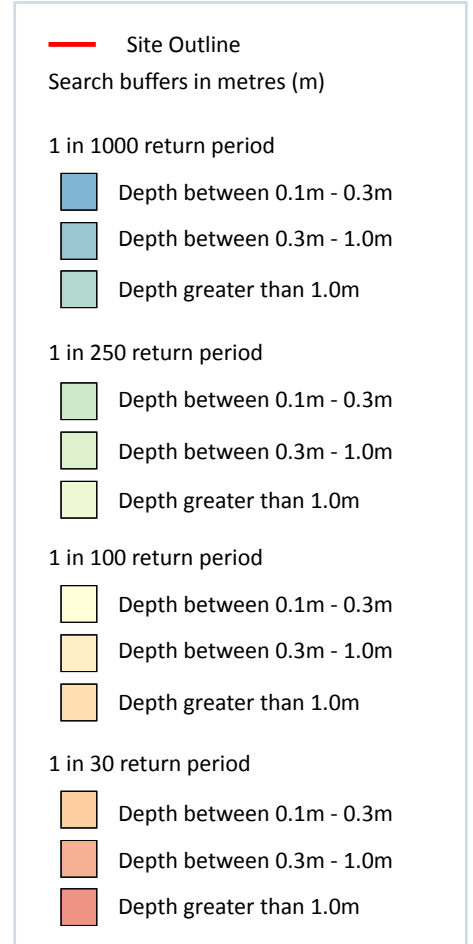 Site Outline
Search buffers in metres (m)
1 in 1000 return period
Depth between 0.1m - 0.3m
Depth between 0.3m - 1.0m
Depth greater than 1.0m
1 in 250 return period
Depth between 0.1m - 0.3m
Depth between 0.3m - 1.0m
Depth greater than 1.0m
1 in 100 return period
Depth between 0.1m - 0.3m
Depth between 0.3m - 1.0m
Depth greater than 1.0m
1 in 30 return period
Depth between 0.1m - 0.3m
Depth between 0.3m - 1.0m
Depth greater than 1.0m